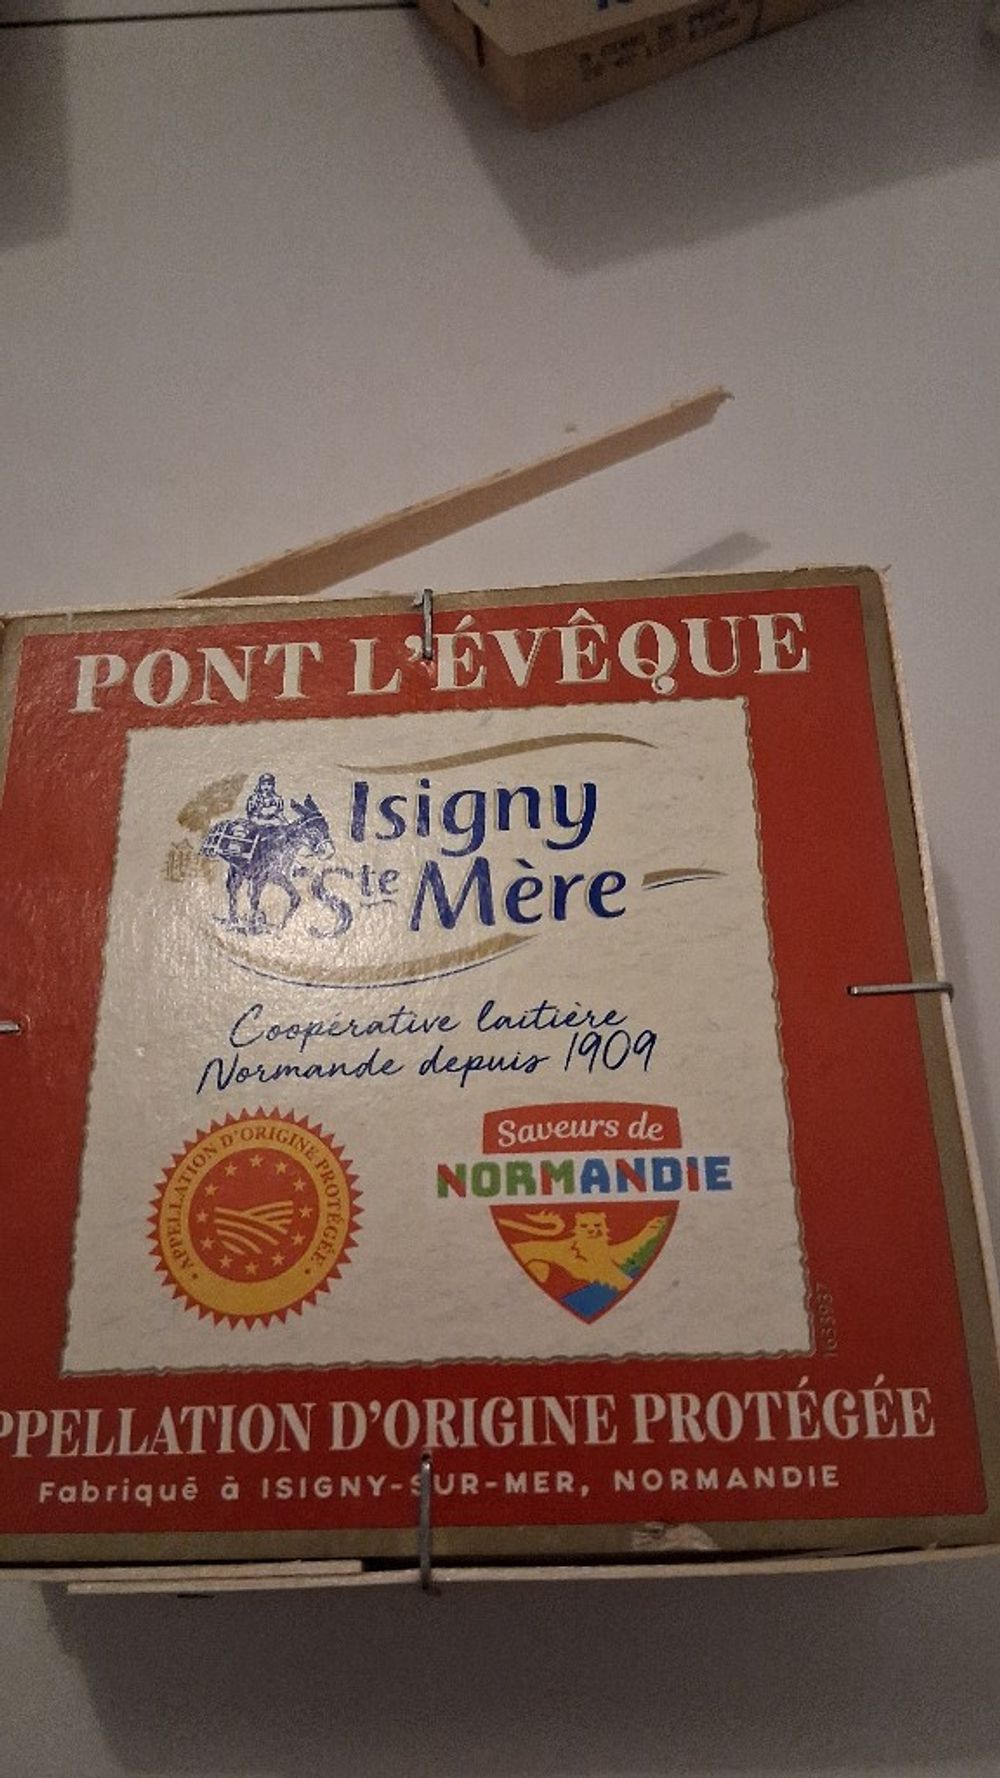 PONT L'ÉVÊQUE
Isigny
Ste Mère
Coopérative laitière
Normande depuis 1909
APPELLATION D'ORIGINE PROTÉGÉE
Saveurs de
NORMANDIE
1633937
PPELLATION D'ORIGINE PROTÉGÉE
Fabriqué à ISIGNY-SUR-MER, NORMANDIE